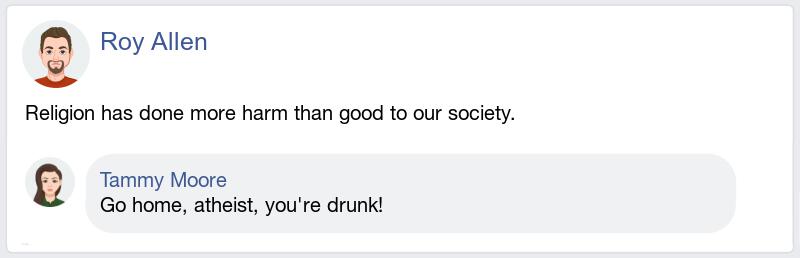 Roy Allen
Religion has done more harm than good to our society.
Tammy Moore
Go home, atheist, you're drunk!